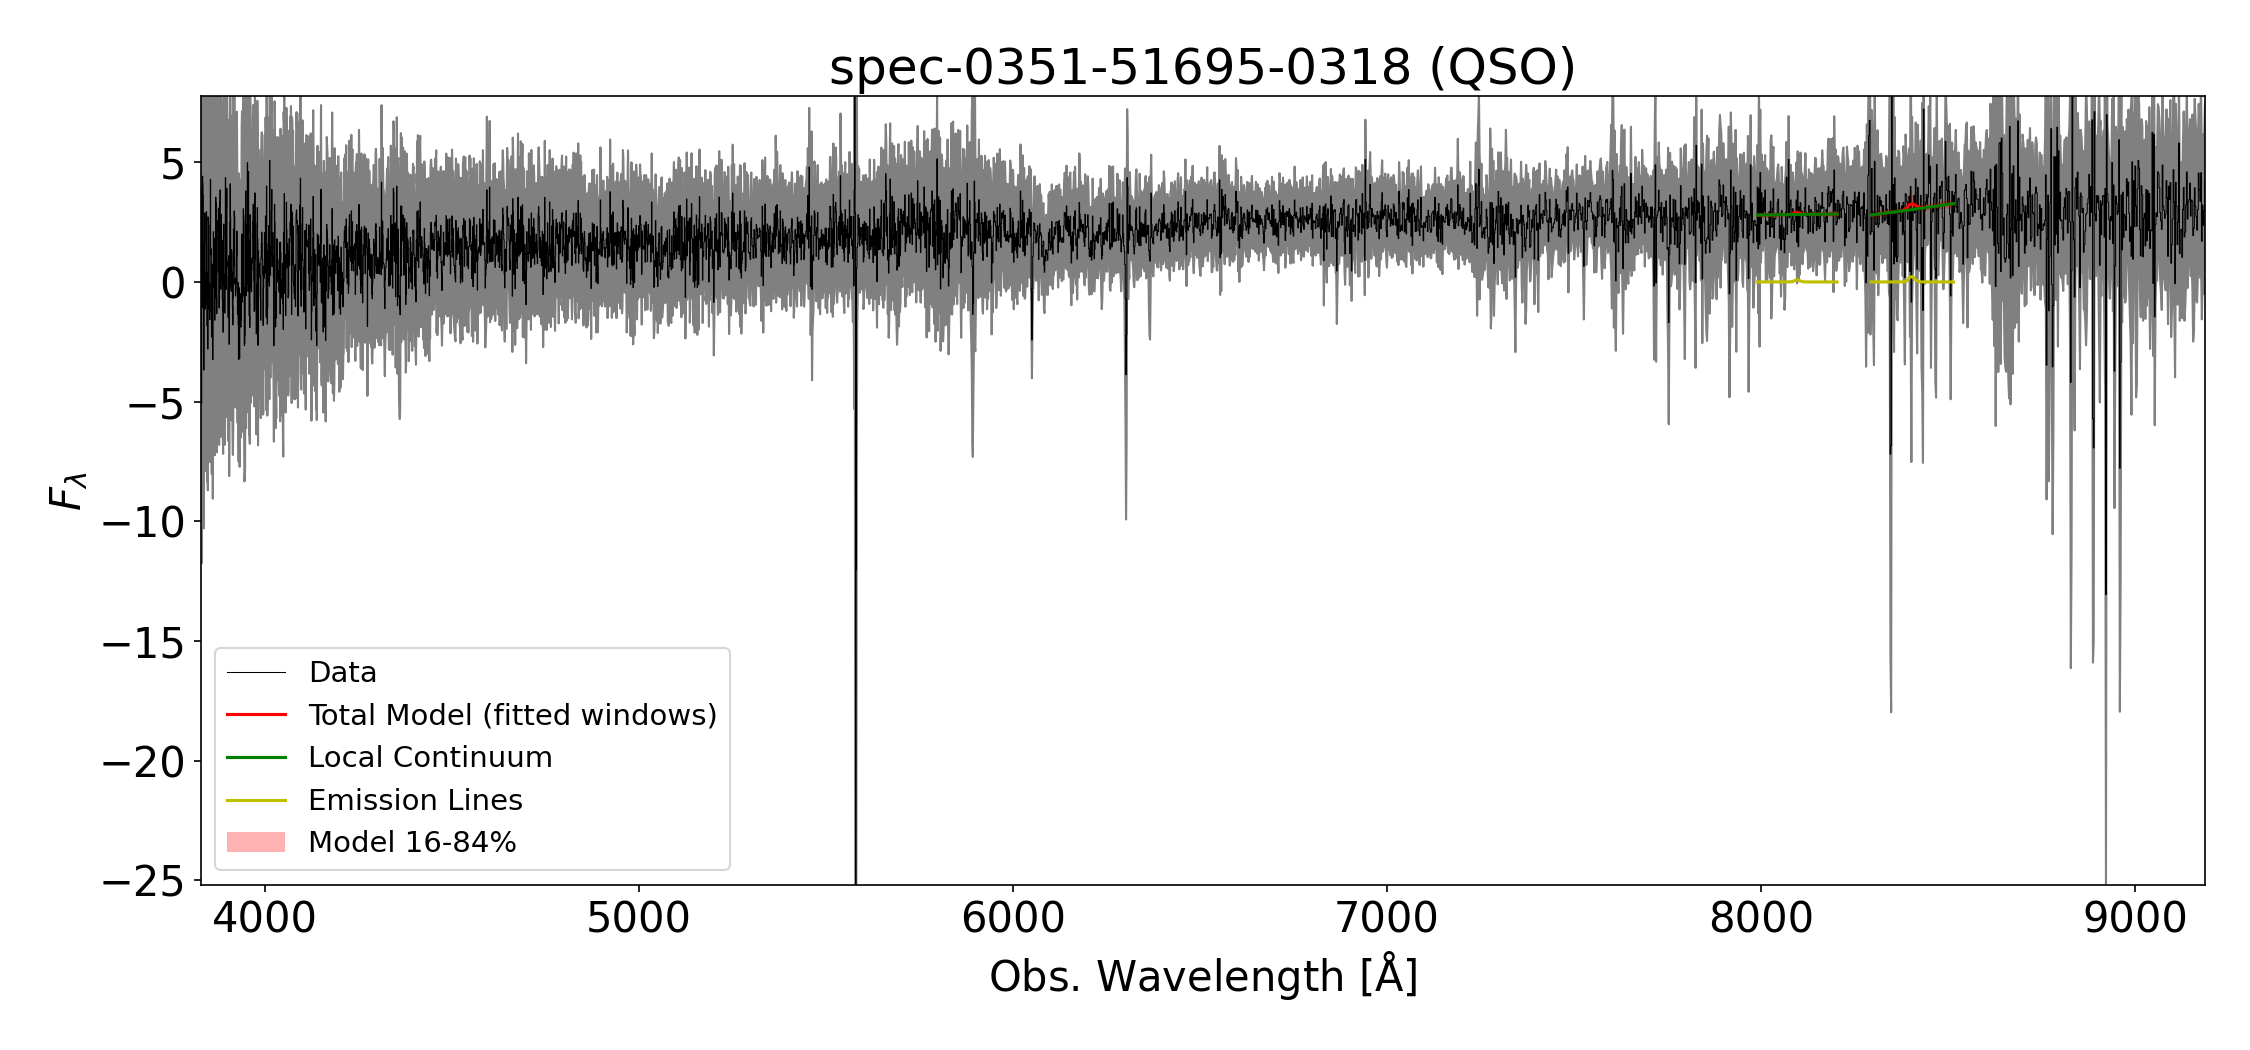 spec-0351-51695-0318 (QSO)
5
0
−5
−10
−15
−20
−25
F_λ
Data
Total Model (fitted windows)
Local Continuum
Emission Lines
Model 16-84%
4000 5000 6000 7000 8000 9000
Obs. Wavelength [Å]